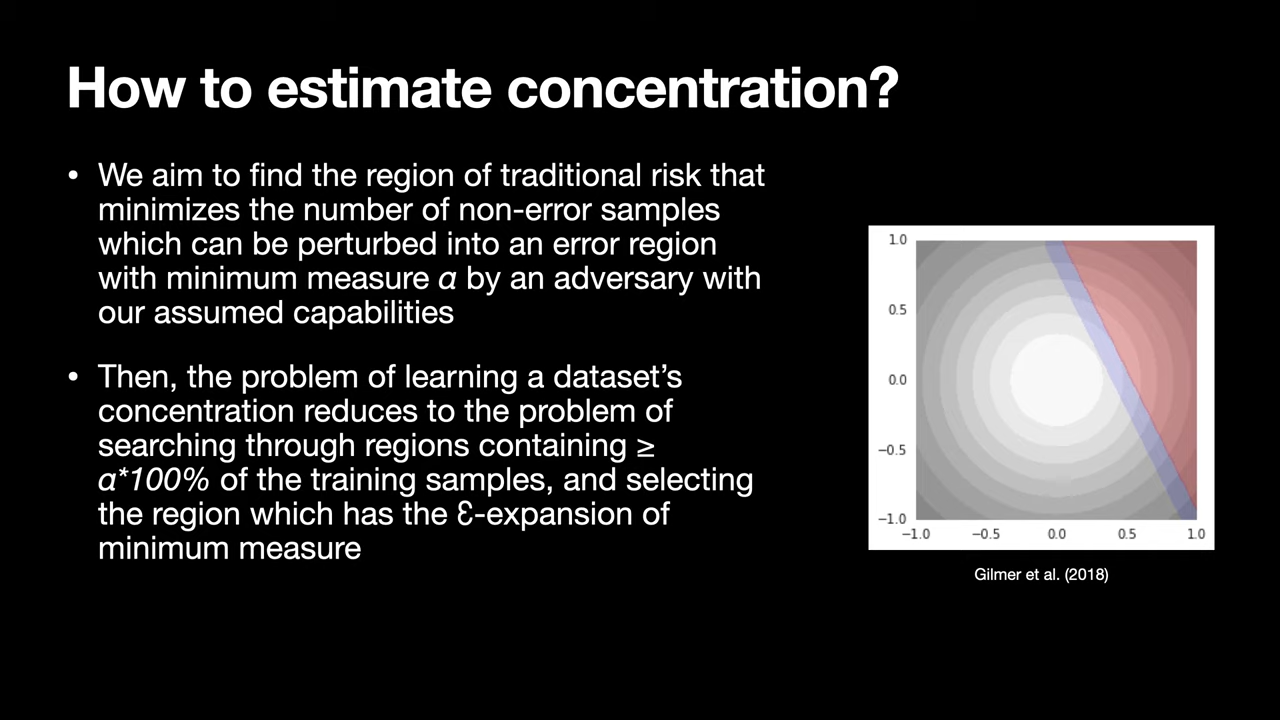 How to estimate concentration?
• We aim to find the region of traditional risk that
minimizes the number of non-error samples
which can be perturbed into an error region
with minimum measure α by an adversary with
our assumed capabilities
• Then, the problem of learning a dataset’s
concentration reduces to the problem of
searching through regions containing ≥
α*100% of the training samples, and selecting
the region which has the Ɛ-expansion of
minimum measure
1.0
0.5
0.0
−0.5
−1.0
−1.0 −0.5 0.0 0.5 1.0
Gilmer et al. (2018)